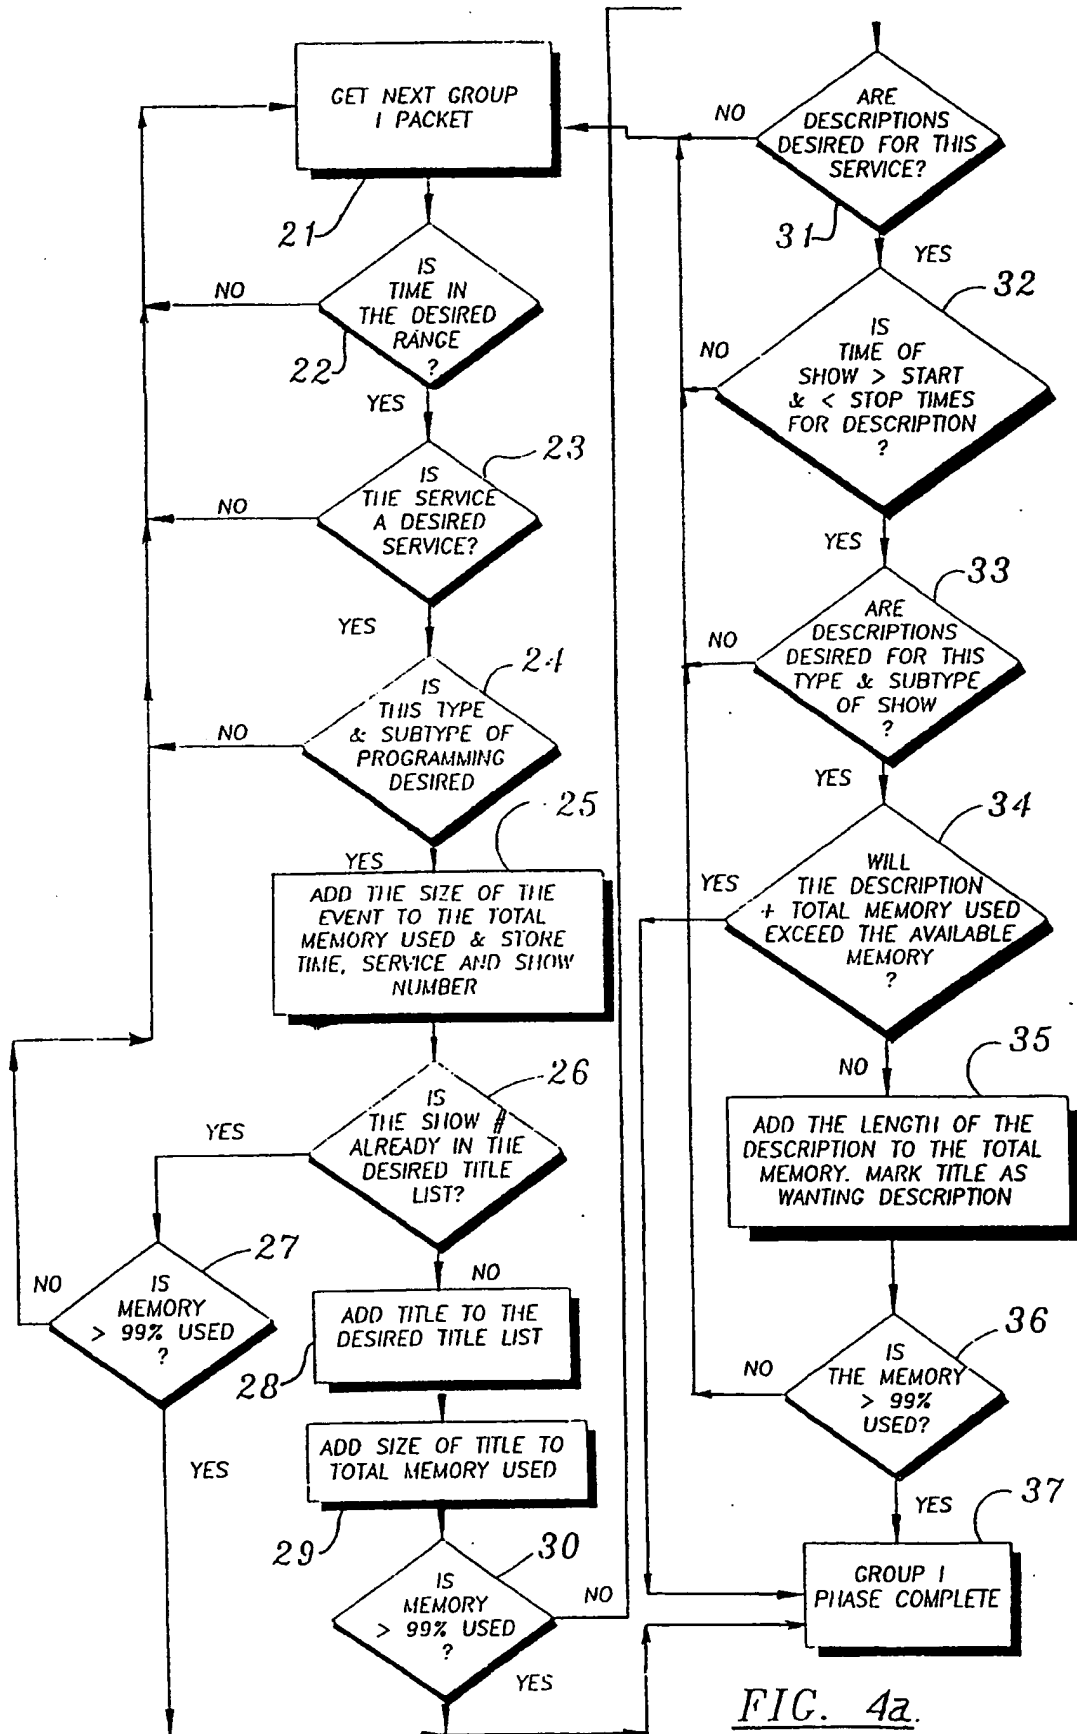 GET NEXT GROUP
1 PACKET
21
IS
TIME IN
THE DESIRED
RANGE
?
22
NO
YES
IS
THE SERVICE
A DESIRED
SERVICE?
23
NO
YES
IS
THIS TYPE
& SUBTYPE OF
PROGRAMMING
DESIRED
24
NO
YES
25
ADD THE SIZE OF THE
EVENT TO THE TOTAL
MEMORY USED & STORE
TIME, SERVICE AND SHOW
NUMBER
IS
THE SHOW #
ALREADY IN THE
DESIRED TITLE
LIST?
26
YES
NO
IS
MEMORY
> 99% USED
?
27
NO
YES
ADD TITLE TO THE
DESIRED TITLE LIST
28
ADD SIZE OF TITLE TO
TOTAL MEMORY USED
29
IS
MEMORY
> 99% USED
?
30
NO
YES
ARE
DESCRIPTIONS
DESIRED FOR THIS
SERVICE?
31
NO
YES
IS
TIME OF
SHOW > START
& < STOP TIMES
FOR DESCRIPTION
?
32
NO
YES
ARE
DESCRIPTIONS
DESIRED FOR THIS
TYPE & SUBTYPE
OF SHOW
?
33
NO
YES
WILL
THE DESCRIPTION
+ TOTAL MEMORY USED
EXCEED THE AVAILABLE
MEMORY
?
34
YES
NO
35
ADD THE LENGTH OF THE
DESCRIPTION TO THE TOTAL
MEMORY. MARK TITLE AS
WANTING DESCRIPTION
IS
THE MEMORY
> 99%
USED?
36
NO
YES
37
GROUP 1
PHASE COMPLETE
FIG. 4a.